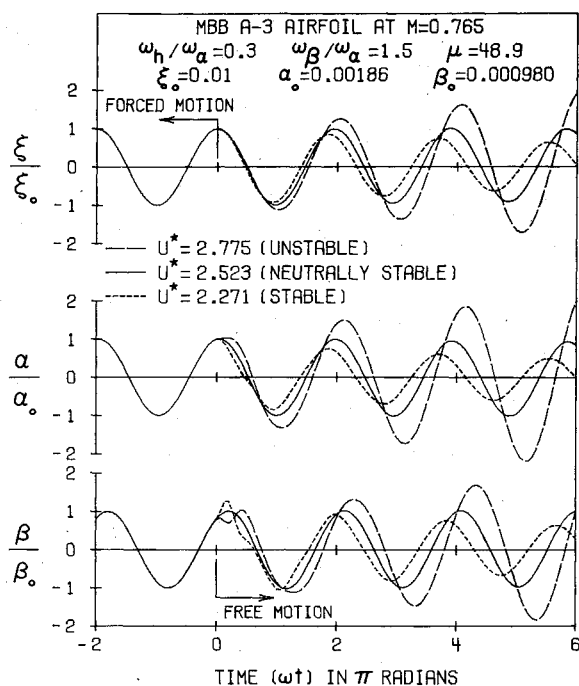 MBB A-3 AIRFOIL AT M=0.765
ω_h/ω_α=0.3 ω_β/ω_α=1.5 μ=48.9
ξ_o=0.01 α_o=0.00186 β_o=0.000980
FORCED MOTION
ξ/ξ_o
2
1
0
-1
-2
U*=2.775 (UNSTABLE)
U*=2.523 (NEUTRALLY STABLE)
U*=2.271 (STABLE)
α/α_o
2
1
0
-1
-2
β/β_o
2
1
0
-1
-2
FREE MOTION
-2 0 2 4 6
TIME (ωt) IN π RADIANS